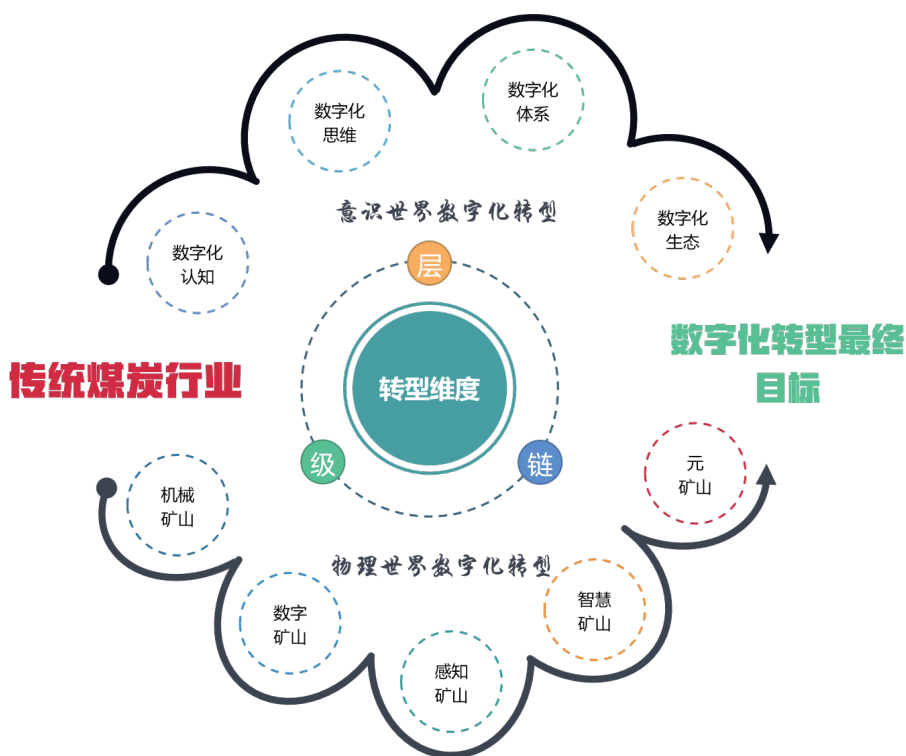 数字化
思维
数字化
体系
数字化
认知
意识世界数字化转型
数字化
生态
层
传统煤炭行业
转型维度
数字化转型最终
目标
级
链
机械
矿山
元
矿山
物理世界数字化转型
数字
矿山
智慧
矿山
感知
矿山